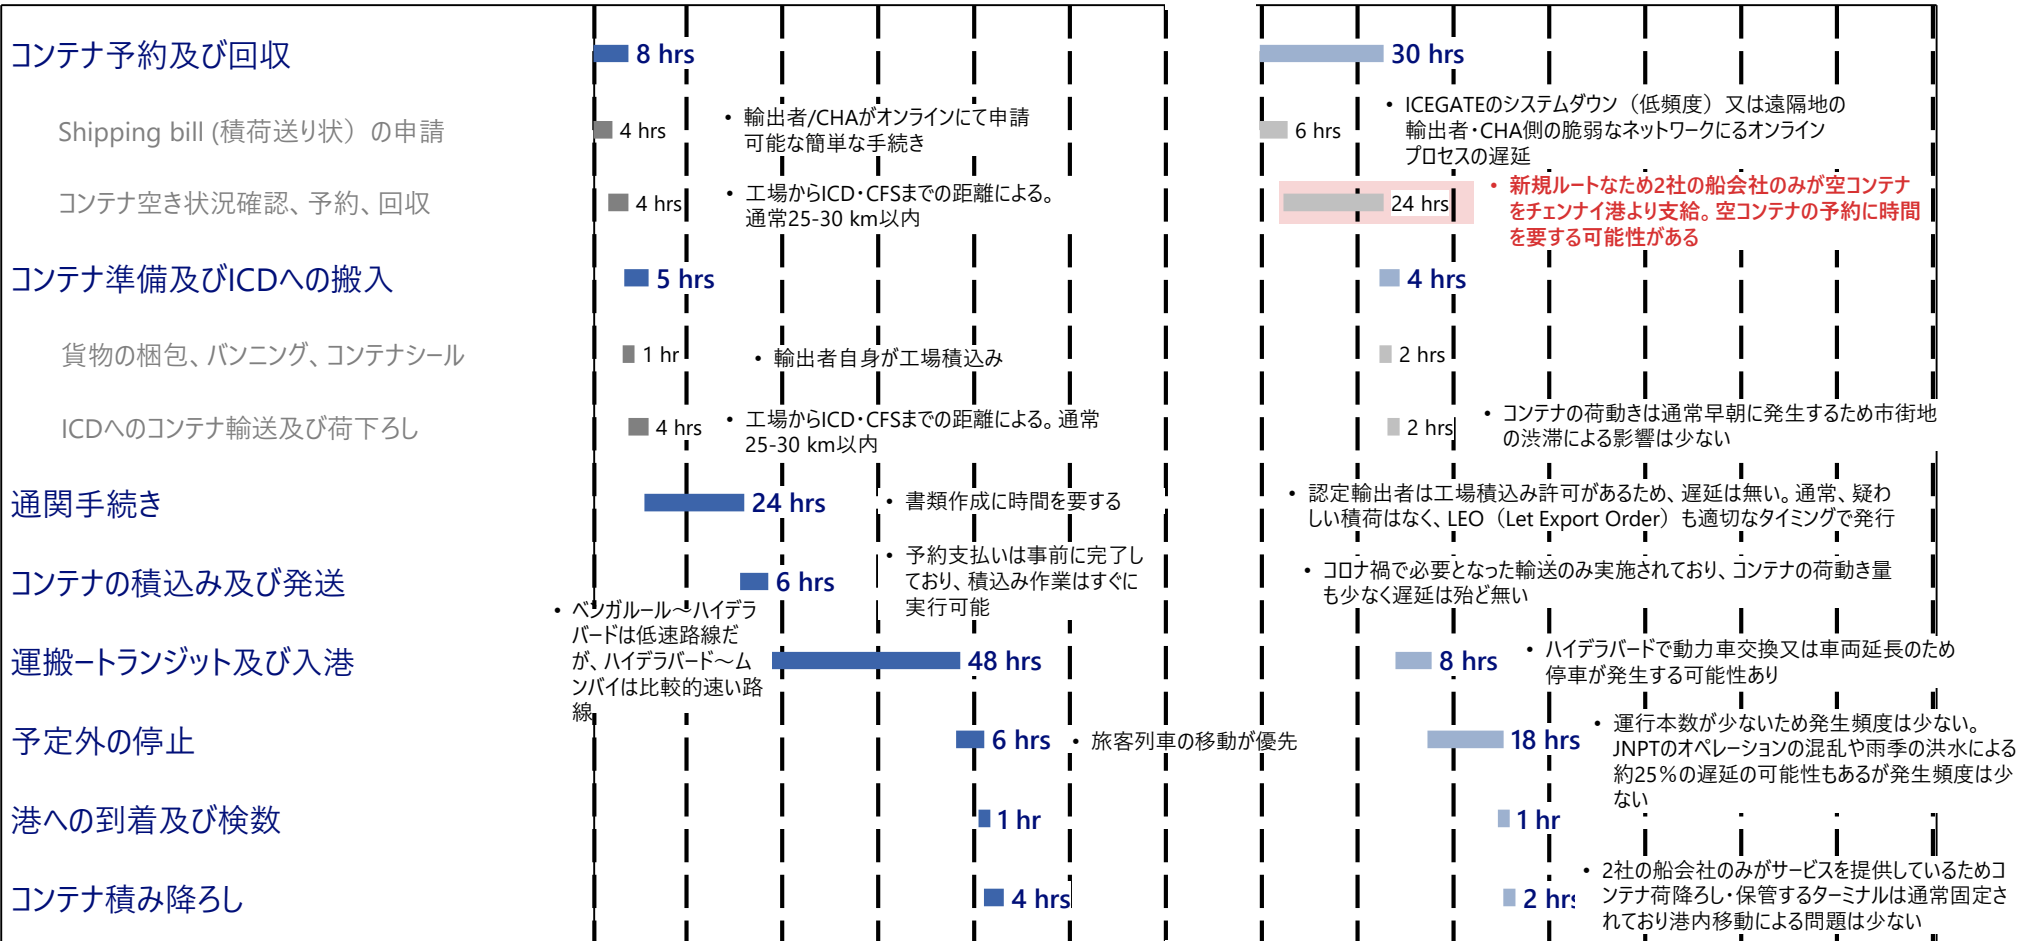 コンテナ予約及び回収
8 hrs
30 hrs
Shipping bill (積荷送り状）の申請
4 hrs
• 輸出者/CHAがオンラインにて申請
可能な簡単な手続き
6 hrs
• ICEGATEのシステムダウン（低頻度）又は遠隔地の
輸出者・CHA側の脆弱なネットワークにるオンライン
プロセスの遅延
コンテナ空き状況確認、予約、回収
4 hrs
• 工場からICD・CFSまでの距離による。
通常25-30 km以内
24 hrs
• 新規ルートなため2社の船会社のみが空コンテナ
をチェンナイ港より支給。空コンテナの予約に時間
を要する可能性がある
コンテナ準備及びICDへの搬入
5 hrs
4 hrs
貨物の梱包、バンニング、コンテナシール
1 hr
• 輸出者自身が工場積込み
2 hrs
ICDへのコンテナ輸送及び荷下ろし
4 hrs
• 工場からICD・CFSまでの距離による。通常
25-30 km以内
2 hrs
• コンテナの荷動きは通常早朝に発生するため市街地
の渋滞による影響は少ない
通関手続き
24 hrs
• 書類作成に時間を要する
• 認定輸出者は工場積込み許可があるため、遅延は無い。通常、疑わ
しい積荷はなく、LEO（Let Export Order）も適切なタイミングで発行
コンテナの積込み及び発送
6 hrs
• 予約支払いは事前に完了し
ており、積込み作業はすぐに
実行可能
• コロナ禍で必要となった輸送のみ実施されており、コンテナの荷動き量
も少なく遅延は殆ど無い
運搬ートランジット及び入港
• ベンガルール～ハイデラ
バードは低速路線だ
が、ハイデラバード～ム
ンバイは比較的速い路
線
48 hrs
8 hrs
• ハイデラバードで動力車交換又は車両延長のため
停車が発生する可能性あり
予定外の停止
6 hrs
• 旅客列車の移動が優先
18 hrs
• 運行本数が少ないため発生頻度は少ない。
JNPTのオペレーションの混乱や雨季の洪水による
約25%の遅延の可能性もあるが発生頻度は少
ない
港への到着及び検数
1 hr
1 hr
コンテナ積み降ろし
4 hrs
2 hrs
• 2社の船会社のみがサービスを提供しているためコ
ンテナ荷降ろし・保管するターミナルは通常固定さ
れており港内移動による問題は少ない